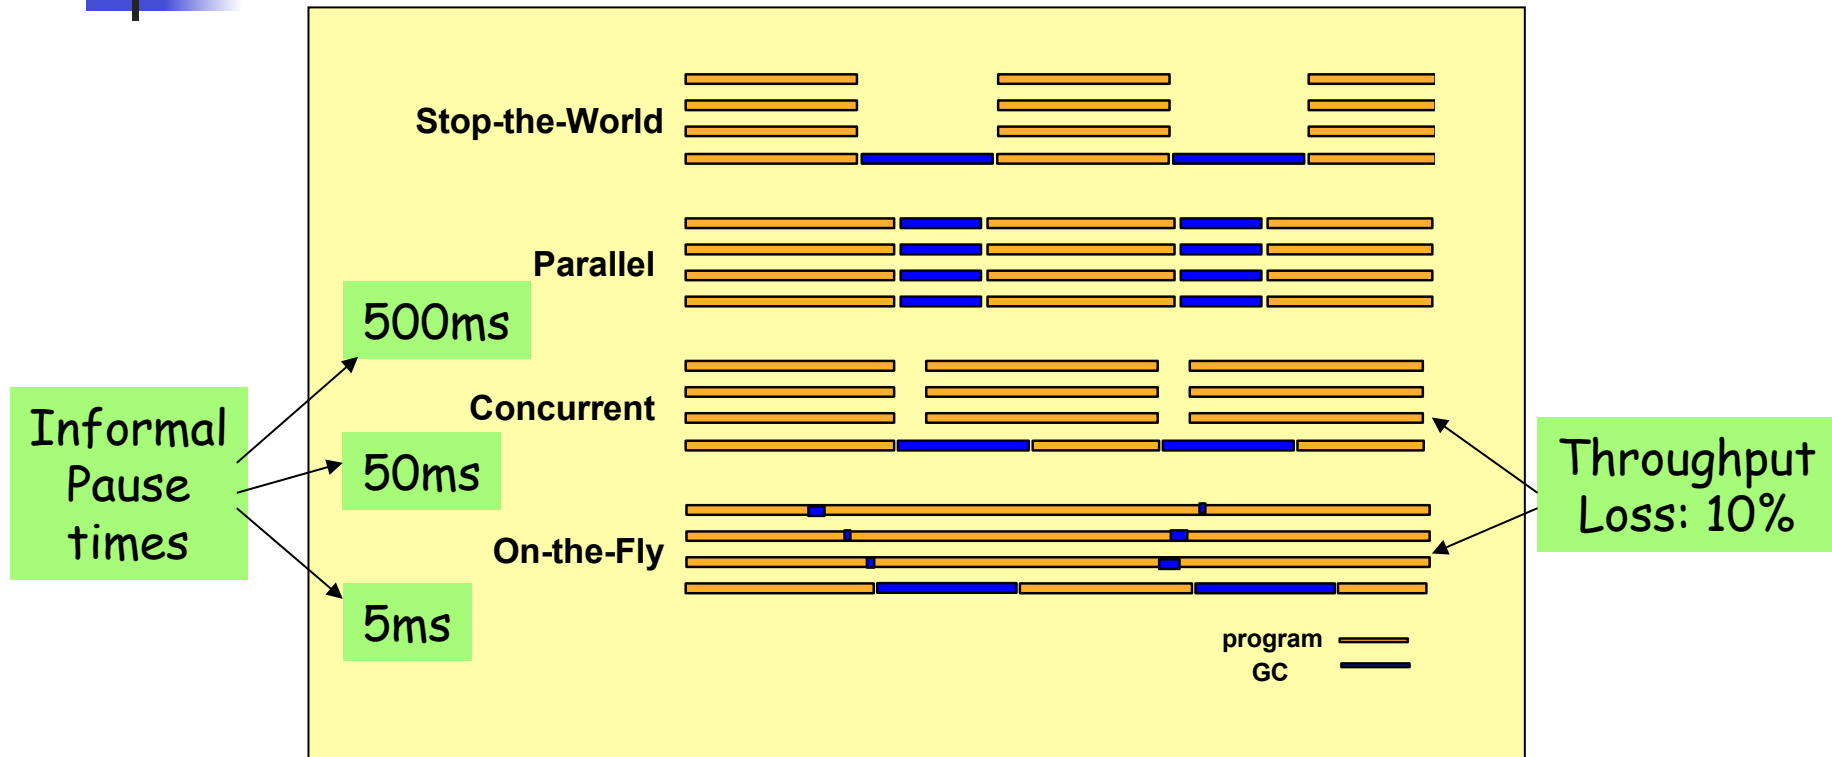 Stop-the-World
Parallel
500ms
Informal
Pause
times
Concurrent
50ms
Throughput
Loss: 10%
On-the-Fly
5ms
program
GC